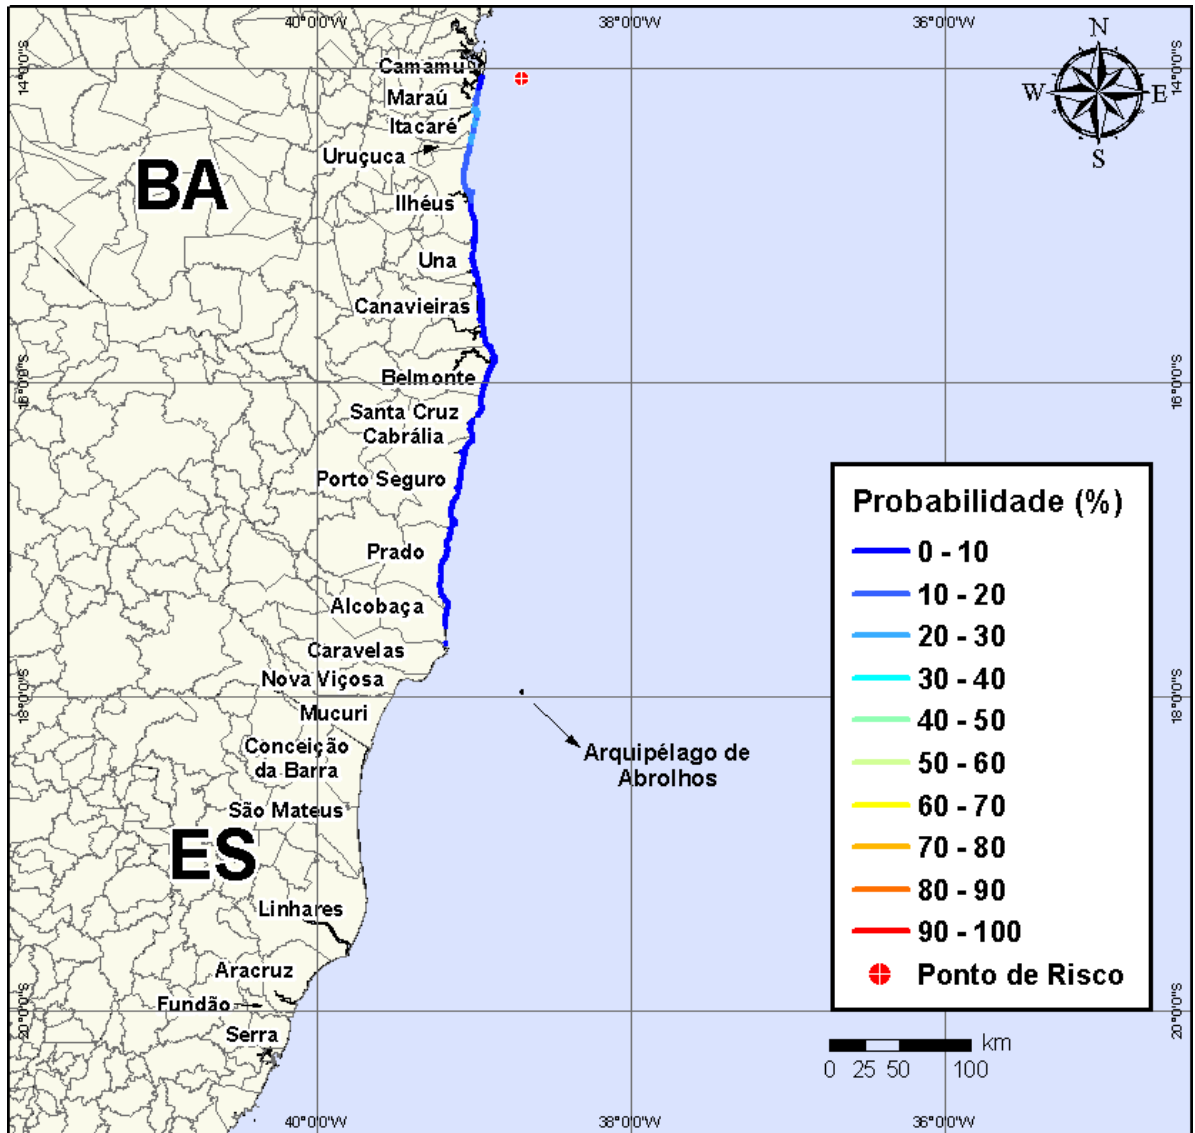 40°0'0"W
38°0'0"W
36°0'0"W
14°0'0"S
14°0'0"S
N
W
E
S
Camamu
Maraú
Itacaré
Uruçuca
BA
Ilhéus
Una
Canavieiras
Belmonte
16°0'0"S
16°0'0"S
Santa Cruz
Cabrália
Porto Seguro
Prado
Alcobaça
Caravelas
Nova Viçosa
18°0'0"S
18°0'0"S
Mucuri
Conceição
da Barra
Arquipélago de
Abrolhos
São Mateus
ES
Linhares
Aracruz
Fundão
20°0'0"S
20°0'0"S
Serra
Probabilidade (%)
0 - 10
10 - 20
20 - 30
30 - 40
40 - 50
50 - 60
60 - 70
70 - 80
80 - 90
90 - 100
Ponto de Risco
km
0 25 50 100
40°0'0"W
38°0'0"W
36°0'0"W